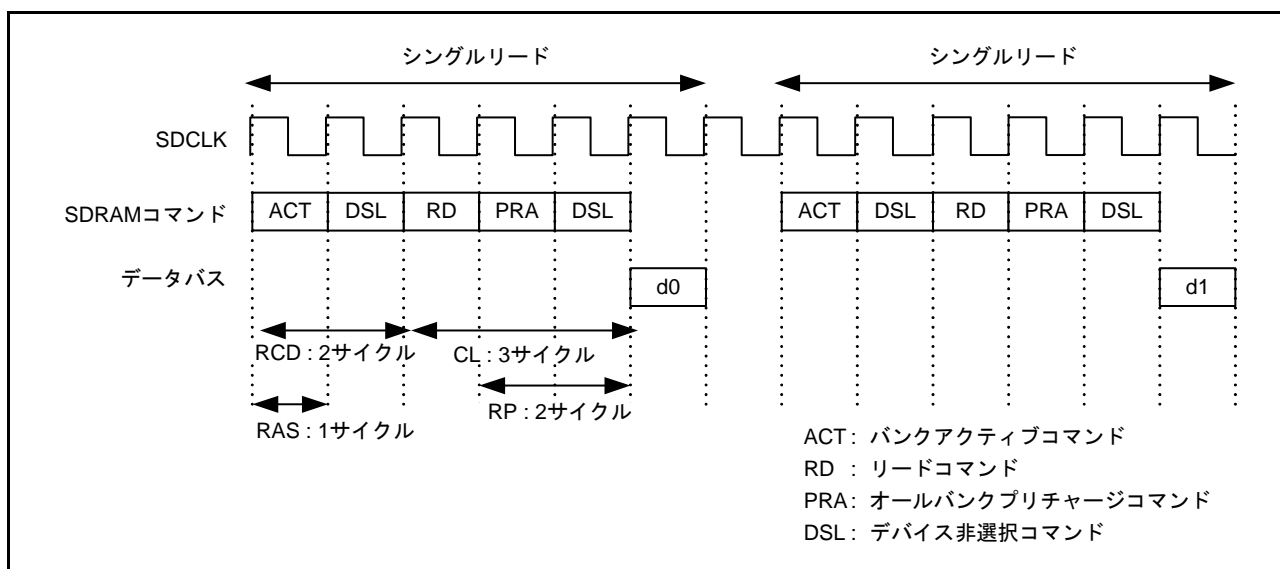 シングルリード シングルリード
SDCLK
SDRAMコマンド ACT DSL RD PRA DSL ACT DSL RD PRA DSL
データバス d0 d1
RCD : 2サイクル CL : 3サイクル
RAS : 1サイクル RP : 2サイクル
ACT : バンクアクティブコマンド
RD : リードコマンド
PRA : オールバンクプリチャージコマンド
DSL : デバイス非選択コマンド